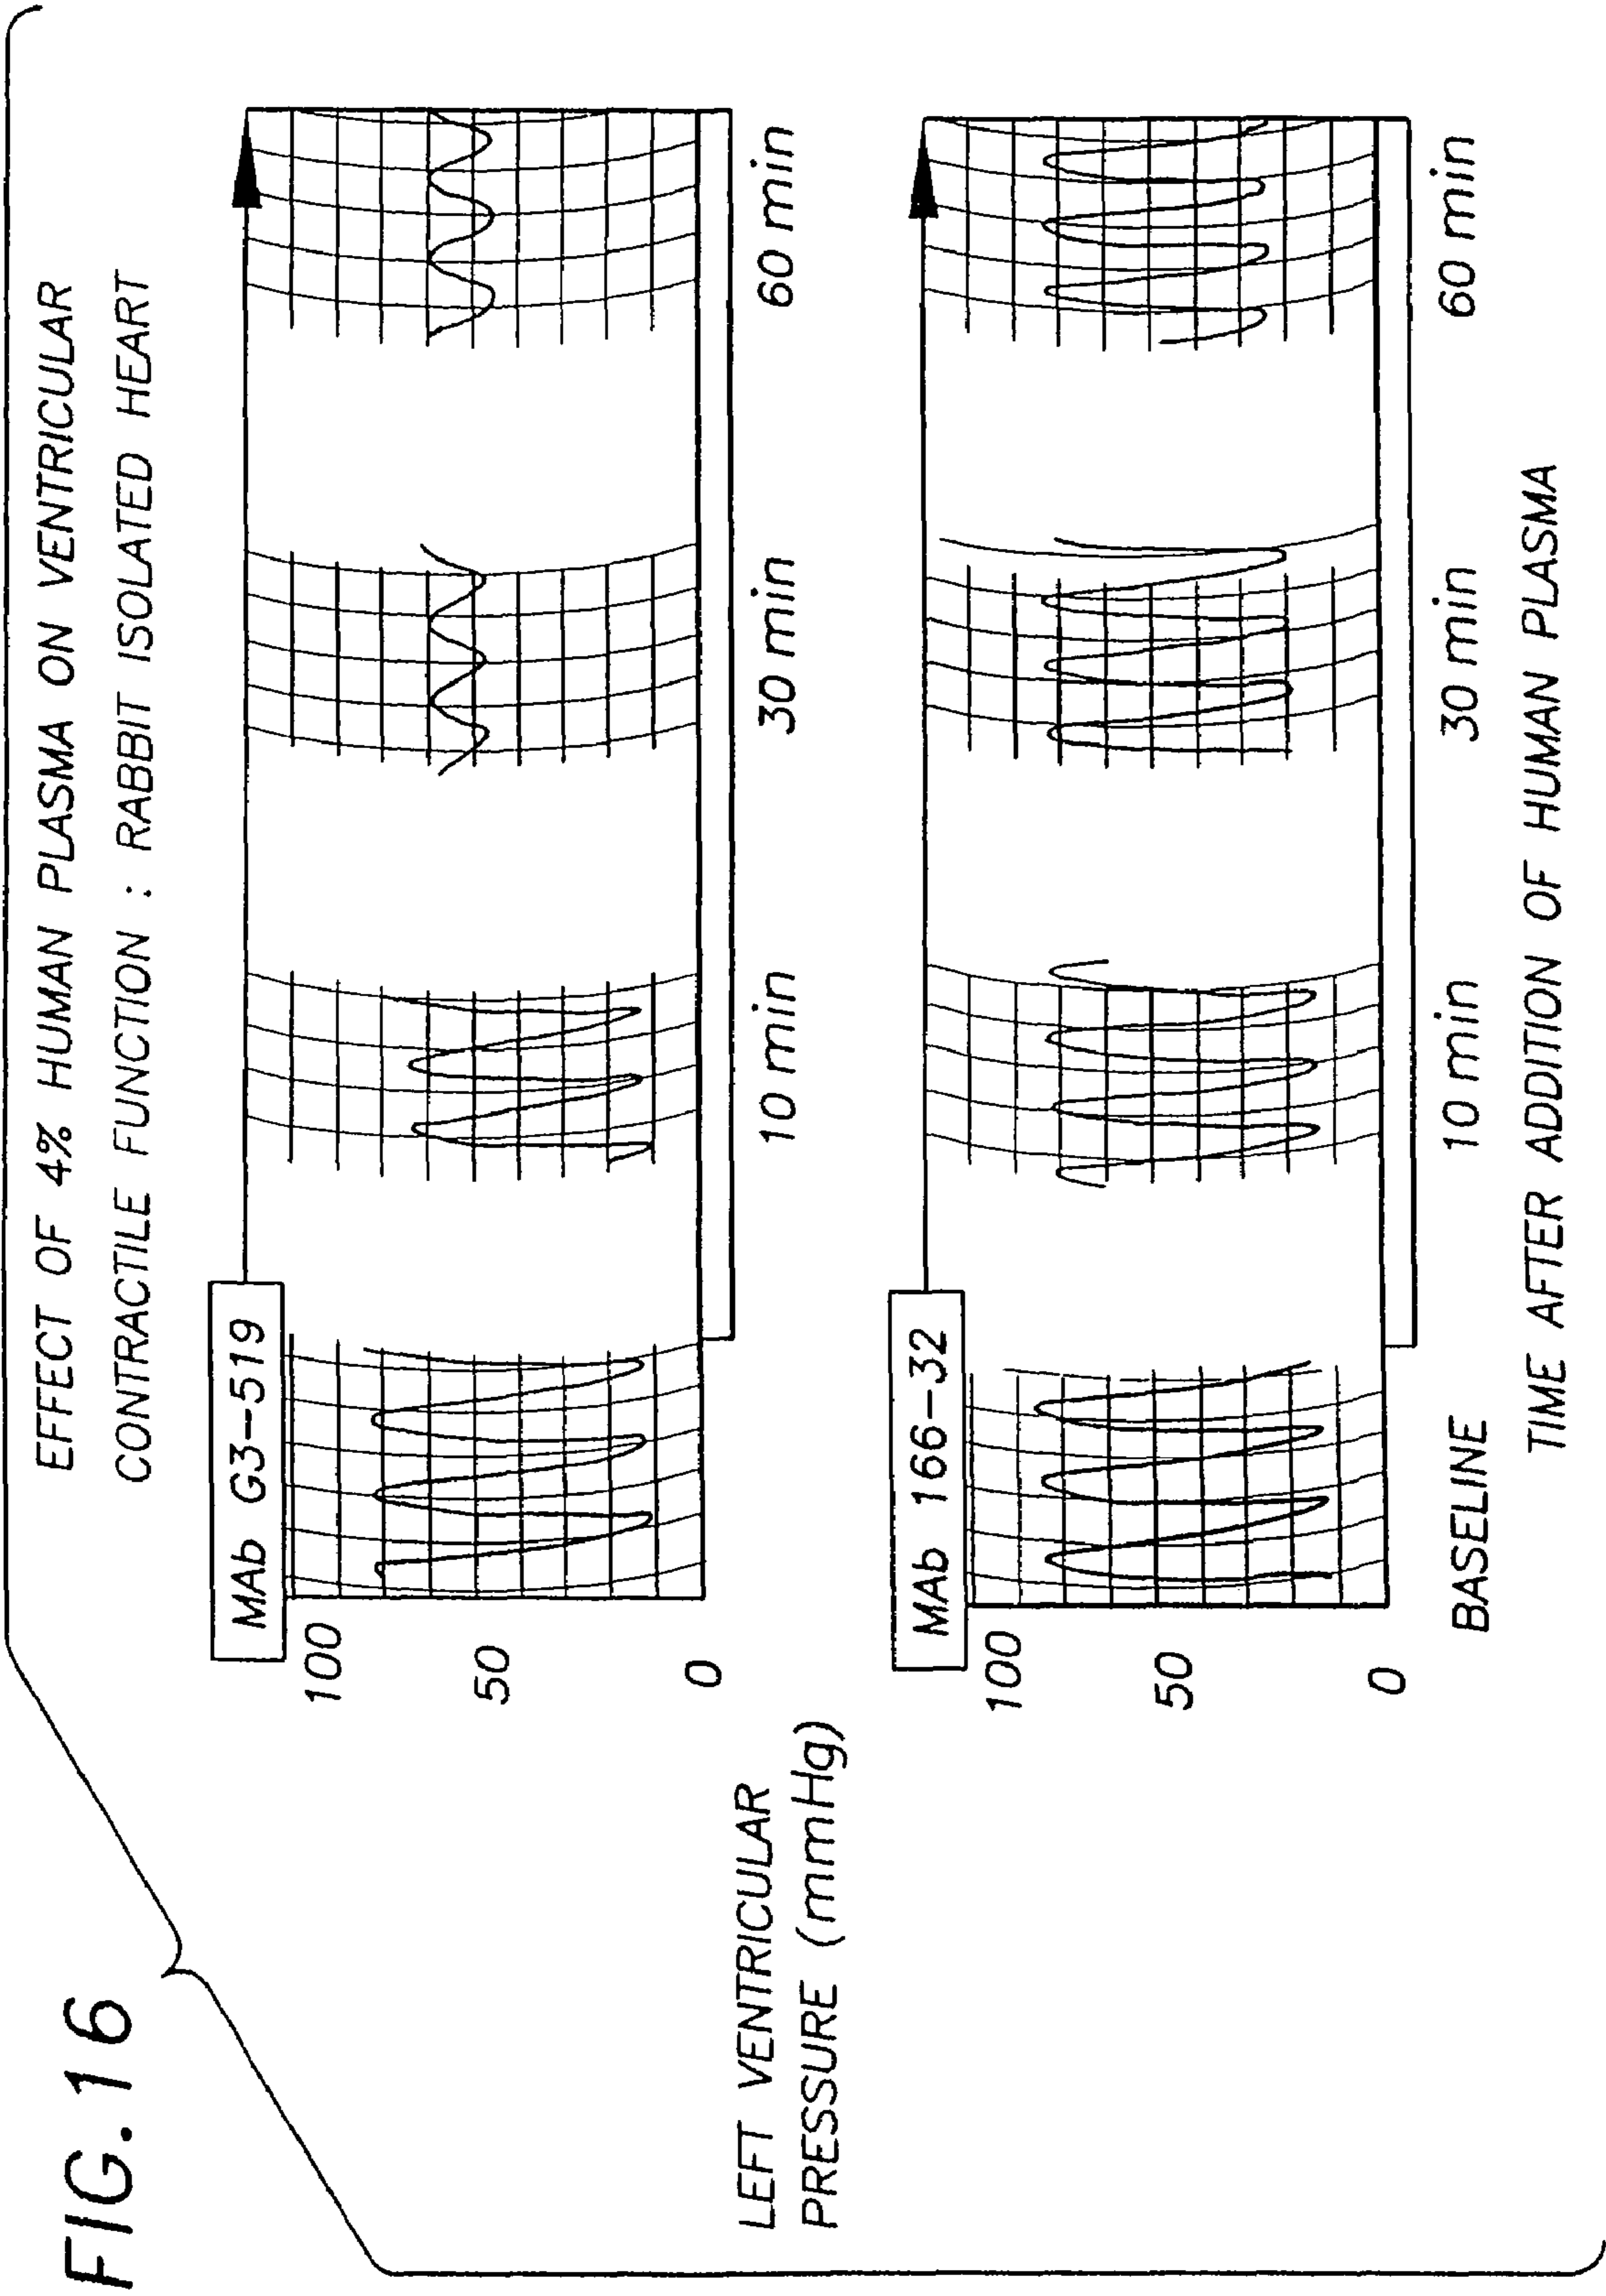 FIG. 16
EFFECT OF 4% HUMAN PLASMA ON VENTRICULAR
CONTRACTILE FUNCTION : RABBIT ISOLATED HEART
MAb G3-519
100
50
0
10 min
30 min
60 min
LEFT VENTRICULAR
PRESSURE (mmHg)
MAb 166-32
100
50
0
BASELINE
10 min
30 min
60 min
TIME AFTER ADDITION OF HUMAN PLASMA